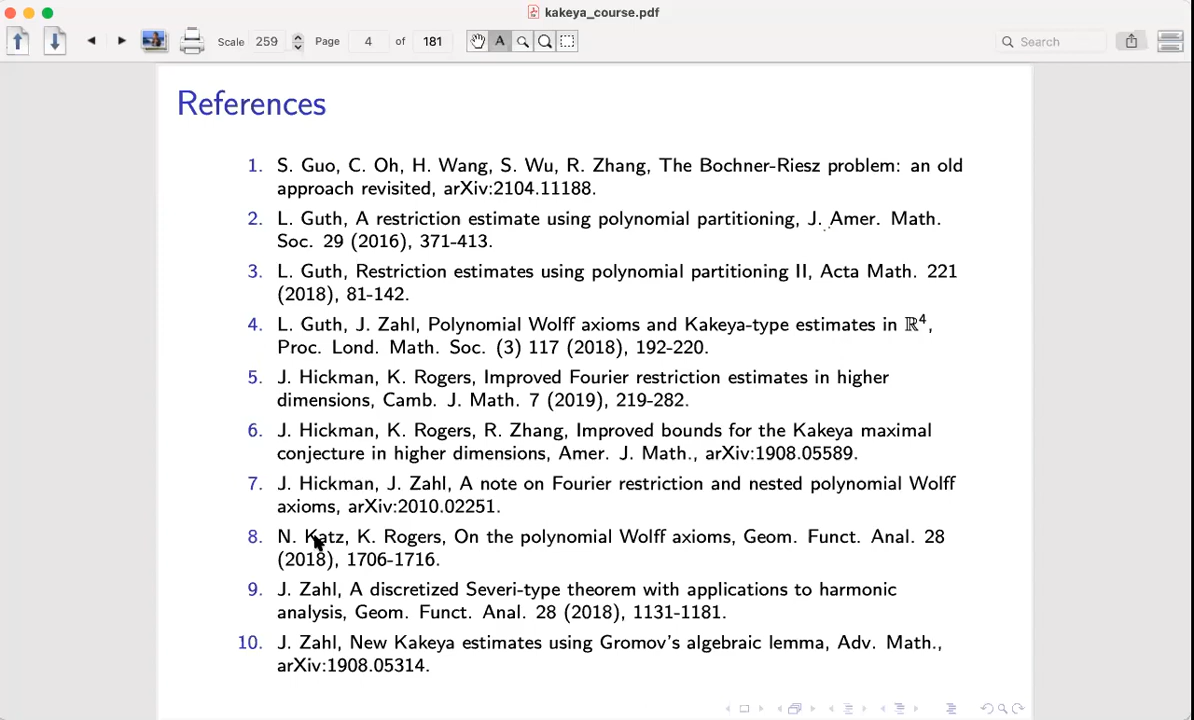 kakeya_course.pdf
Scale 259 Page 4 of 181 A Search
References
1. S. Guo, C. Oh, H. Wang, S. Wu, R. Zhang, The Bochner-Riesz problem: an old
approach revisited, arXiv:2104.11188.
2. L. Guth, A restriction estimate using polynomial partitioning, J. Amer. Math.
Soc. 29 (2016), 371-413.
3. L. Guth, Restriction estimates using polynomial partitioning II, Acta Math. 221
(2018), 81-142.
4. L. Guth, J. Zahl, Polynomial Wolff axioms and Kakeya-type estimates in ℝ⁴,
Proc. Lond. Math. Soc. (3) 117 (2018), 192-220.
5. J. Hickman, K. Rogers, Improved Fourier restriction estimates in higher
dimensions, Camb. J. Math. 7 (2019), 219-282.
6. J. Hickman, K. Rogers, R. Zhang, Improved bounds for the Kakeya maximal
conjecture in higher dimensions, Amer. J. Math., arXiv:1908.05589.
7. J. Hickman, J. Zahl, A note on Fourier restriction and nested polynomial Wolff
axioms, arXiv:2010.02251.
8. N. Katz, K. Rogers, On the polynomial Wolff axioms, Geom. Funct. Anal. 28
(2018), 1706-1716.
9. J. Zahl, A discretized Severi-type theorem with applications to harmonic
analysis, Geom. Funct. Anal. 28 (2018), 1131-1181.
10. J. Zahl, New Kakeya estimates using Gromov's algebraic lemma, Adv. Math.,
arXiv:1908.05314.